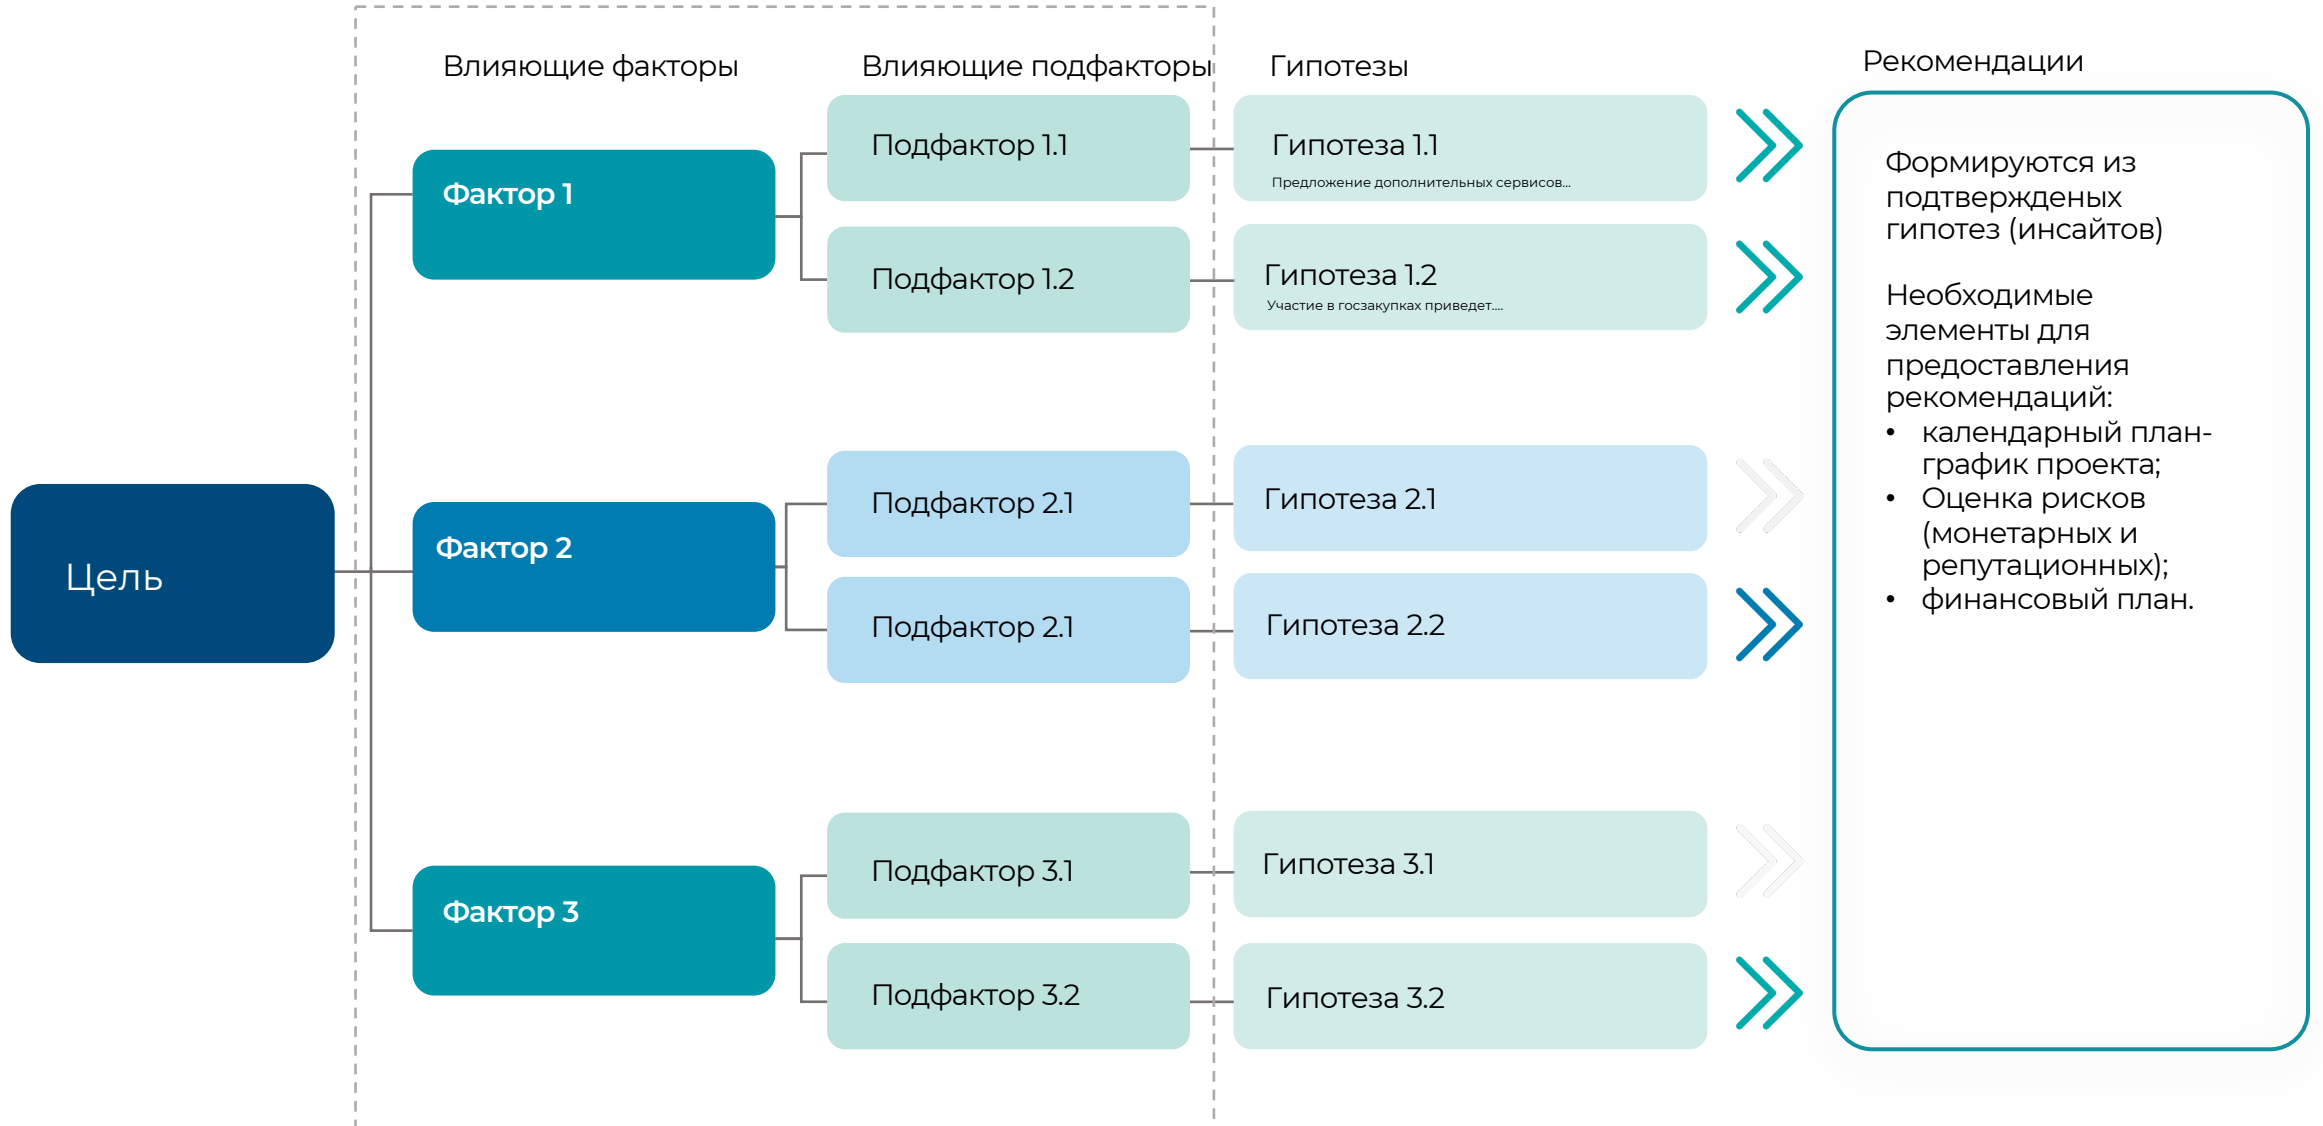 Влияющие факторы
Влияющие подфакторы
Гипотезы
Рекомендации
Цель
Фактор 1
Подфактор 1.1
Гипотеза 1.1
Предложение дополнительных сервисов...
Подфактор 1.2
Гипотеза 1.2
Участие в госзакупках приведет....
Фактор 2
Подфактор 2.1
Гипотеза 2.1
Подфактор 2.1
Гипотеза 2.2
Фактор 3
Подфактор 3.1
Гипотеза 3.1
Подфактор 3.2
Гипотеза 3.2
Формируются из
подтвержденых
гипотез (инсайтов)
Необходимые
элементы для
предоставления
рекомендаций:
• календарный план-
график проекта;
• Оценка рисков
(монетарных и
репутационных);
• финансовый план.